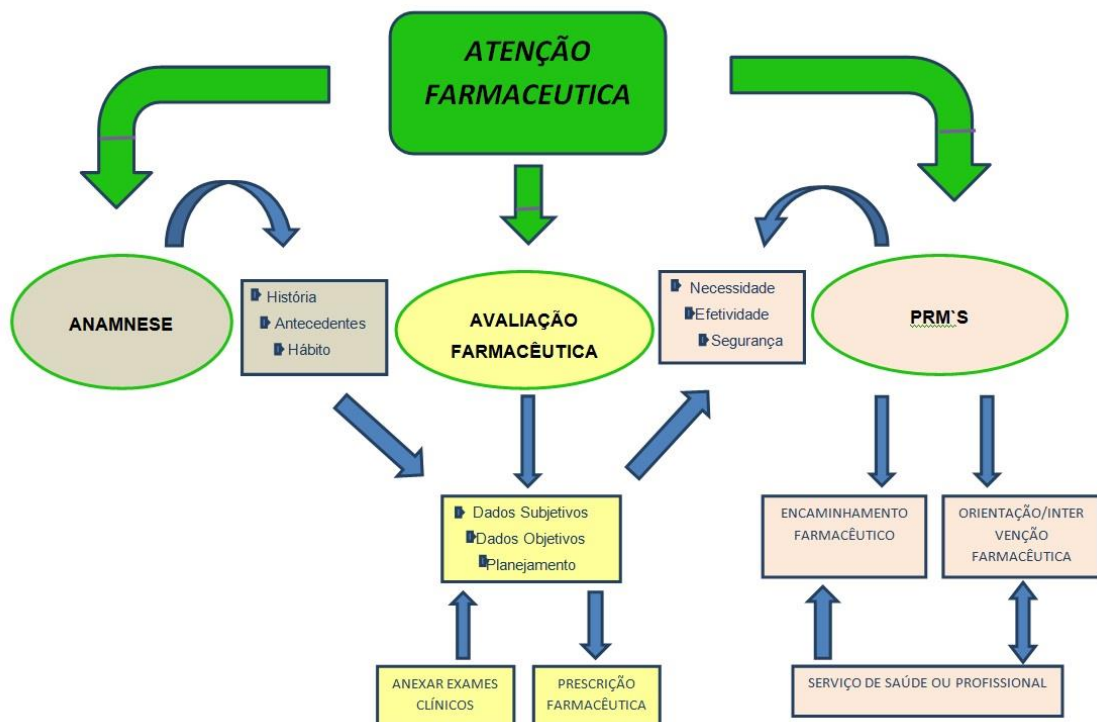 ATENÇÃO
FARMACEUTICA
ANAMNESE
História
Antecedentes
Hábito
AVALIAÇÃO
FARMACÊUTICA
Necessidade
Efetividade
Segurança
PRM`S
Dados Subjetivos
Dados Objetivos
Planejamento
ENCAMINHAMENTO
FARMACÊUTICO
ORIENTAÇÃO/INTER
VENÇÃO
FARMACÊUTICA
ANEXAR EXAMES
CLÍNICOS
PRESCRIÇÃO
FARMACÊUTICA
SERVIÇO DE SAÚDE OU PROFISSIONAL